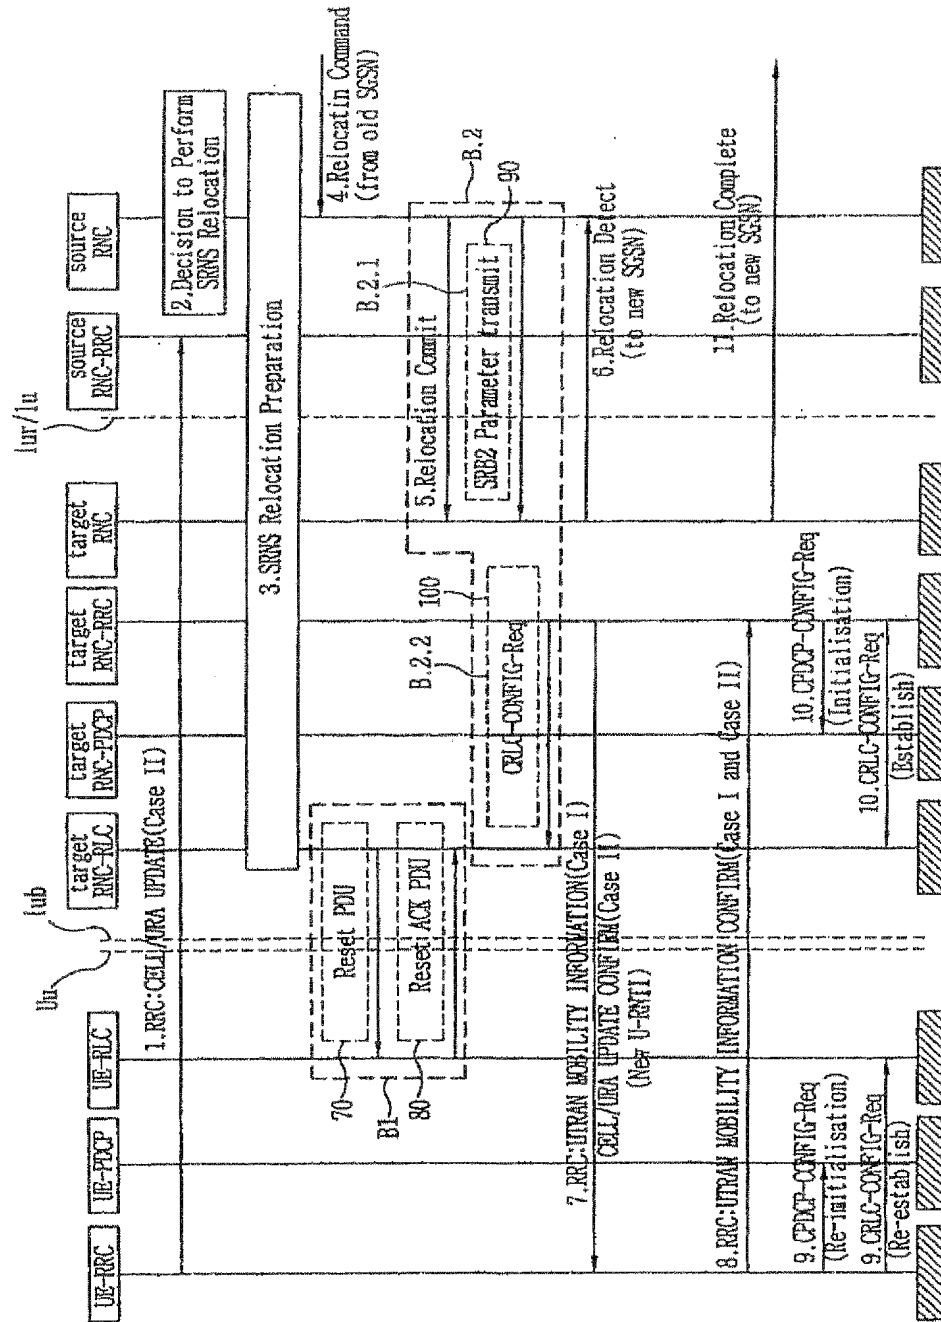 UE-RRC
UE-PDCP
UE-RLC
Uu
Iub
target
RNC-RLC
target
RNC-PDCP
target
RNC-RRC
target
RNC
Iur/Iu
source
RNC-RRC
source
RNC
1.RRC:CELL/URA UPDATE(Case II)
2.Decision to Perform
SRNS Relocation
3.SRNS Relocation Preparation
4.Relocatin Command
(from old SGSN)
B1
70
Reset PDU
80
Reset ACK PDU
B.2
5.Relocation Commit
B.2.1
90
SRB2 Parameter transmit
B.2.2
100
CRLC-CONFIG-Req
6.Relocation Detect
(to new SGSN)
7.RRC:UTRAN MOBILITY INFORMATION(Case I)
CELL/URA UPDATE CONFIRM(Case II)
(New U-RNTI)
8.RRC:UTRAN MOBILITY INFORMATION CONFIRM(Case I and Case II)
11.Relocation Complete
(to new SGSN)
9.CPDCP-CONFIG-Req
(Re-initialisation)
9.CRLC-CONFIG-Req
(Re-establish)
10.CPDCP-CONFIG-Req
(Initialisation)
10.CRLC-CONFIG-Req
(Establish)